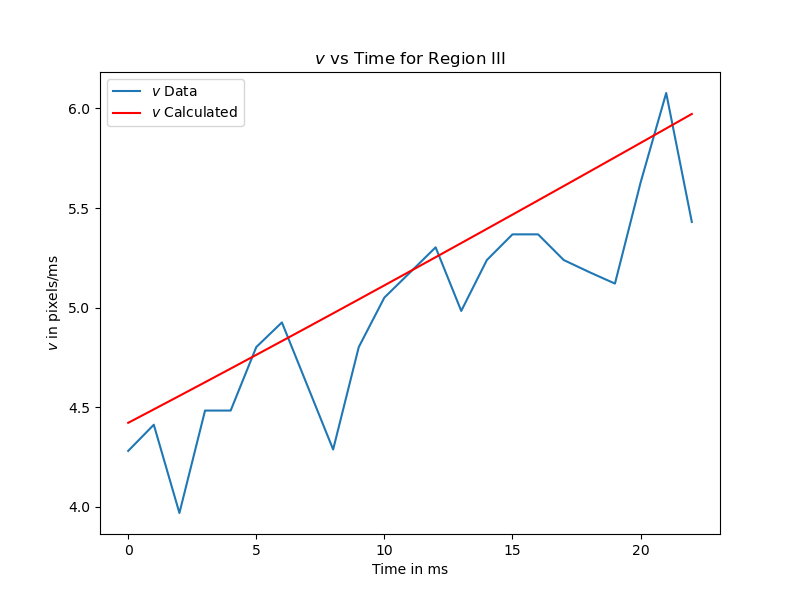 v vs Time for Region III
v Data
v Calculated
6.0
5.5
5.0
4.5
4.0
v in pixels/ms
0 5 10 15 20
Time in ms